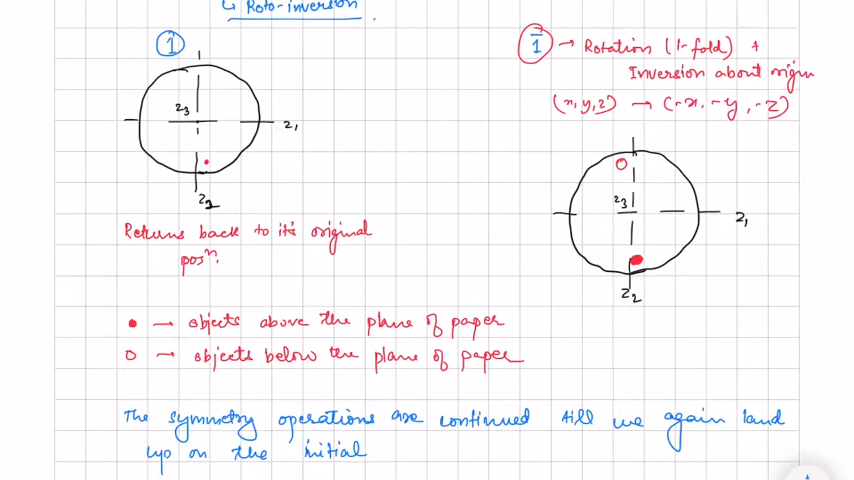 ↳ Roto-inversion
1
Z3
Z1
Z2
Returns back to it's original
posⁿ.
1̄ → Rotation (1-fold) +
Inversion about origin
(x, y, z) → (-x, -y, -z)
Z3
Z1
Z2
• → objects above the plane of paper
o → objects below the plane of paper
The symmetry operations are continued till we again land
up on the initial